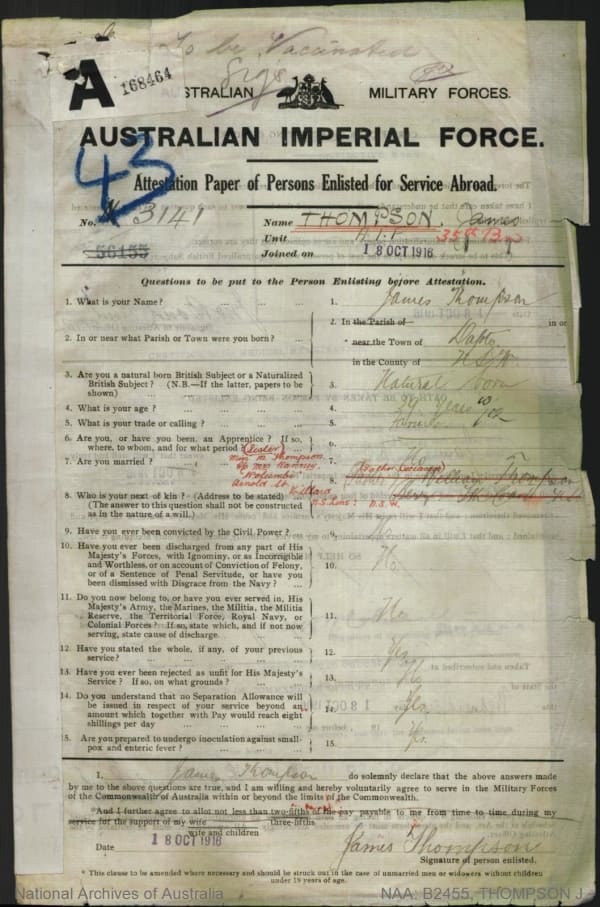 To be Vaccinated
Sigs
A 168464
STRALIAN MILITARY FORCES.
AUSTRALIAN IMPERIAL FORCE.
43
Attestation Paper of Persons Enlisted for Service Abroad.
No. 3141 Name THOMPSON. James
56155 Unit A.I.F. 35th Bn
Joined on 18 OCT 1916
Questions to be put to the Person Enlisting before Attestation.
1. What is your Name? ... 1. James Thompson
2. In or near what Parish or Town were you born? ... 2. In the Parish of in or
near the Town of Dapto
in the County of N.S.W.
3. Are you a natural born British Subject or a Naturalized
British Subject? (N.B.—If the latter, papers to be
shown) 3. Natural born
4. What is your age? ... 4. 29 years
5. What is your trade or calling? ... 5.
6. Are you, or have you been, an Apprentice? If so,
where, to whom, and for what period? 6.
(Sister)
7. Are you married? ... 7.
Miss M. Thompson
Brother
8. Who is your next of kin? (Address to be stated) 8. William Thompson
(The answer to this question shall not be constructed
as in the nature of a will.)
Arnold St. Killara
N.S. Line: N.S.W.
9. Have you ever been convicted by the Civil Power? 9.
10. Have you ever been discharged from any part of His
Majesty's Forces, with Ignominy, or as Incorrigible
and Worthless, or on account of Conviction of Felony,
or of a Sentence of Penal Servitude, or have you
been dismissed with Disgrace from the Navy? ... 10. No.
11. Do you now belong to, or have you ever served in, His
Majesty's Army, the Marines, the Militia, the Militia
Reserve, the Territorial Force, Royal Navy, or
Colonial Forces? If so, state which, and if not now
serving, state cause of discharge. 11. No
12. Have you stated the whole, if any, of your previous
service? ... 12. Yes
13. Have you ever been rejected as unfit for His Majesty's
Service? If so, on what grounds? 13. No
14. Do you understand that no Separation Allowance will
be issued in respect of your service beyond an
amount which together with Pay would reach eight
shillings per day ... 14. Yes
15. Are you prepared to undergo inoculation against small-
pox and enteric fever? ... 15. Yes.
I, James Thompson do solemnly declare that the above answers made
by me to the above questions are true, and I am willing and hereby voluntarily agree to serve in the Military Forces
of the Commonwealth of Australia within or beyond the limits of the Commonwealth.
*And I further agree to allot not less than two-fifths of the pay payable to me from time to time during my
three-fifths
service for the support of my wife
wife and children
Date 18 OCT 1916 James Thompson
Signature of person enlisted.
* This clause to be amended where necessary and should be struck out in the case of unmarried men or widowers without children
under 18 years of age.
National Archives of Australia NAA: B2455, THOMPSON J